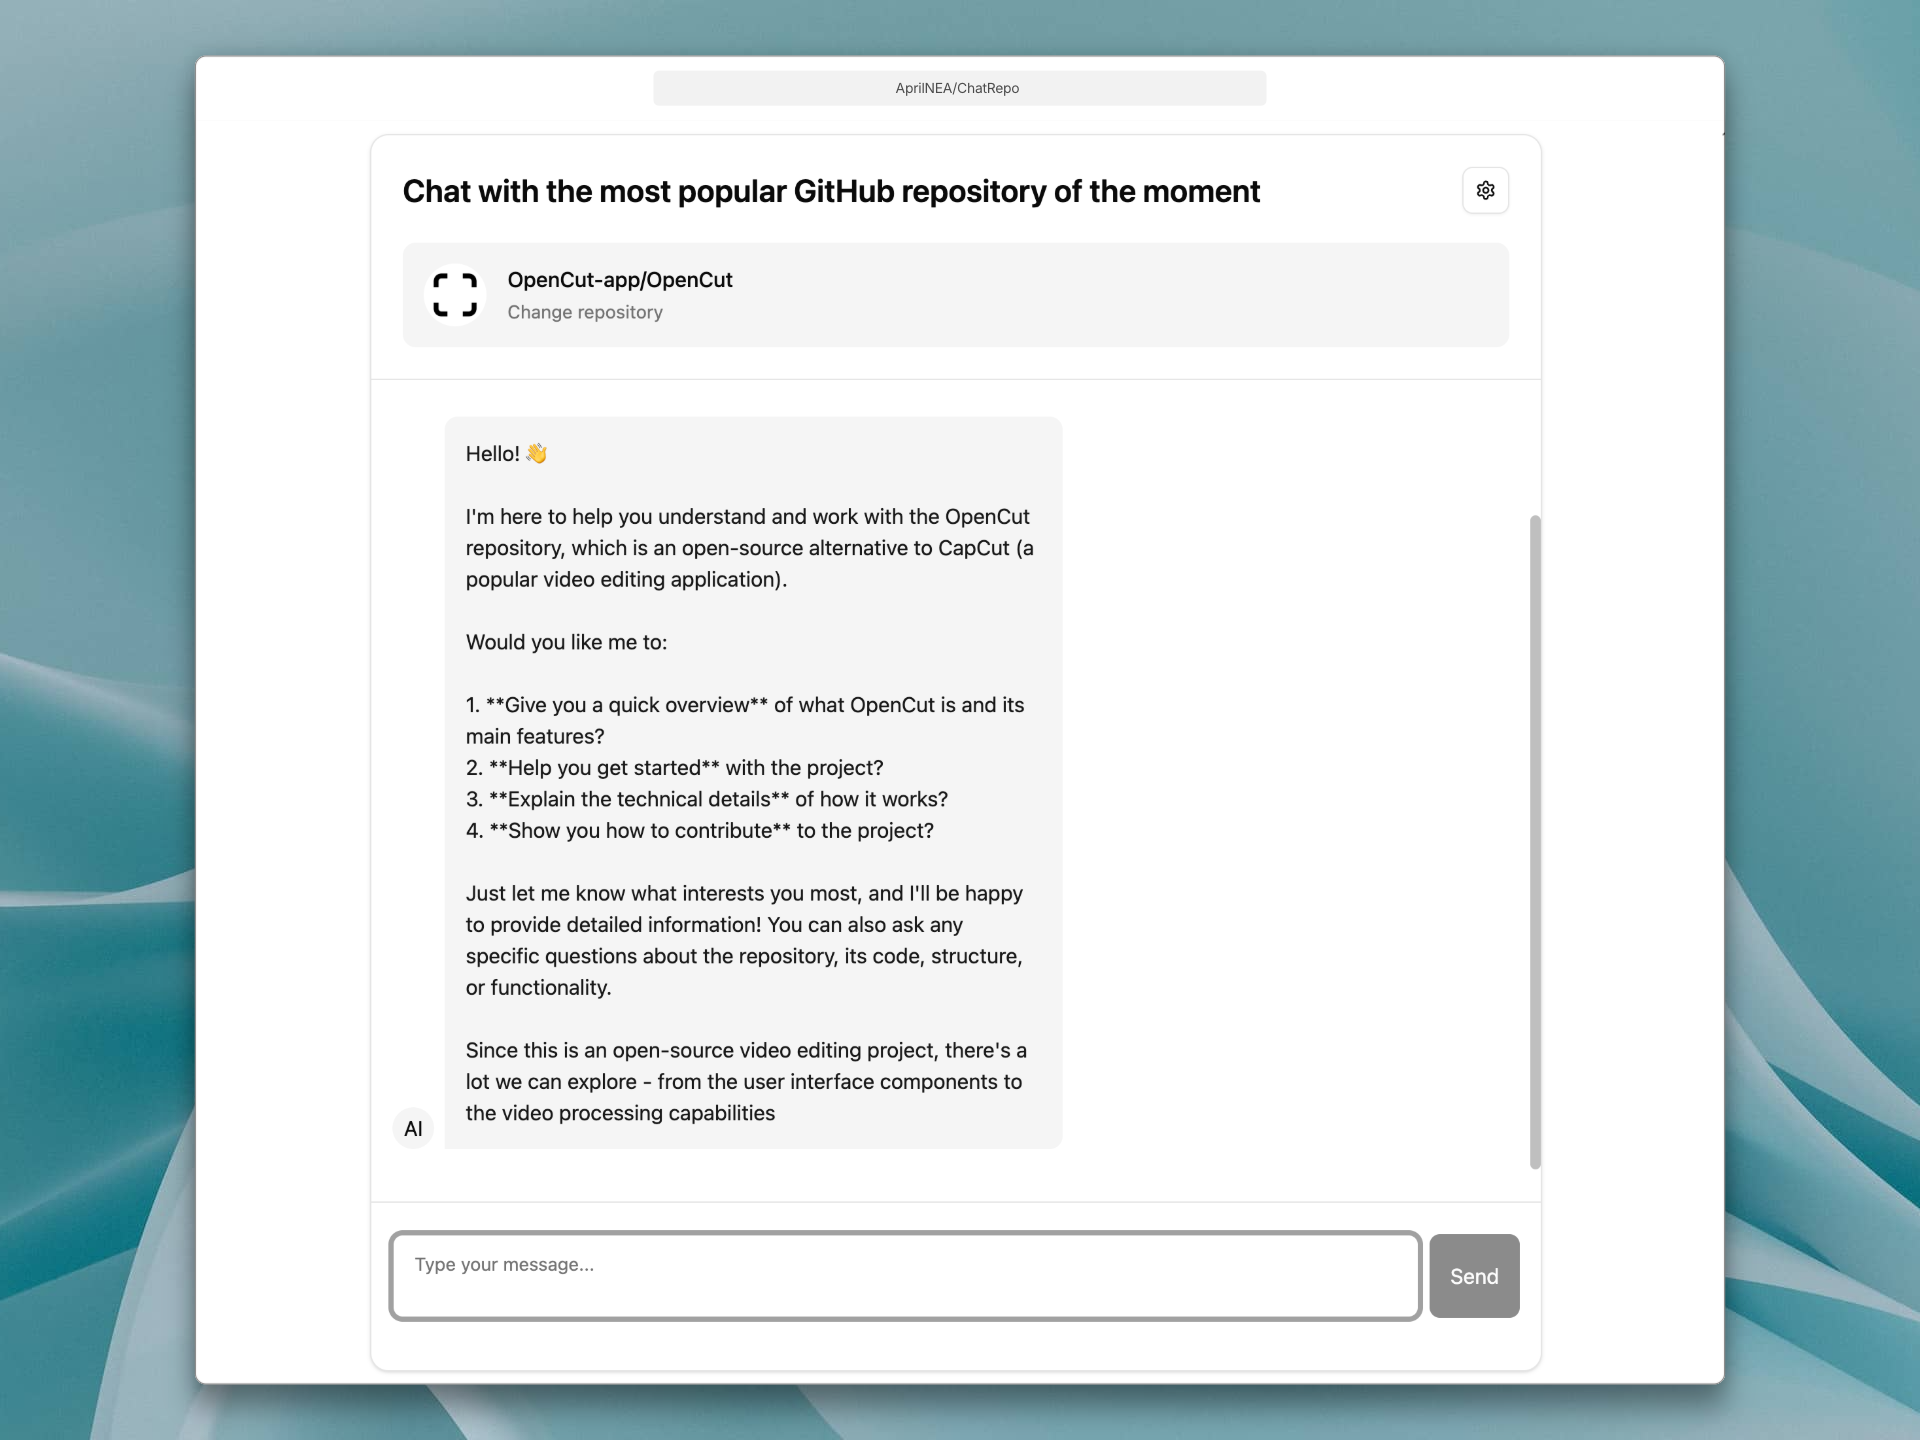 AprilNEA/ChatRepo
Chat with the most popular GitHub repository of the moment
OpenCut-app/OpenCut
Change repository
Hello! 👋
I'm here to help you understand and work with the OpenCut
repository, which is an open-source alternative to CapCut (a
popular video editing application).
Would you like me to:
1. **Give you a quick overview** of what OpenCut is and its
main features?
2. **Help you get started** with the project?
3. **Explain the technical details** of how it works?
4. **Show you how to contribute** to the project?
Just let me know what interests you most, and I'll be happy
to provide detailed information! You can also ask any
specific questions about the repository, its code, structure,
or functionality.
Since this is an open-source video editing project, there's a
lot we can explore - from the user interface components to
the video processing capabilities
AI
Type your message...
Send